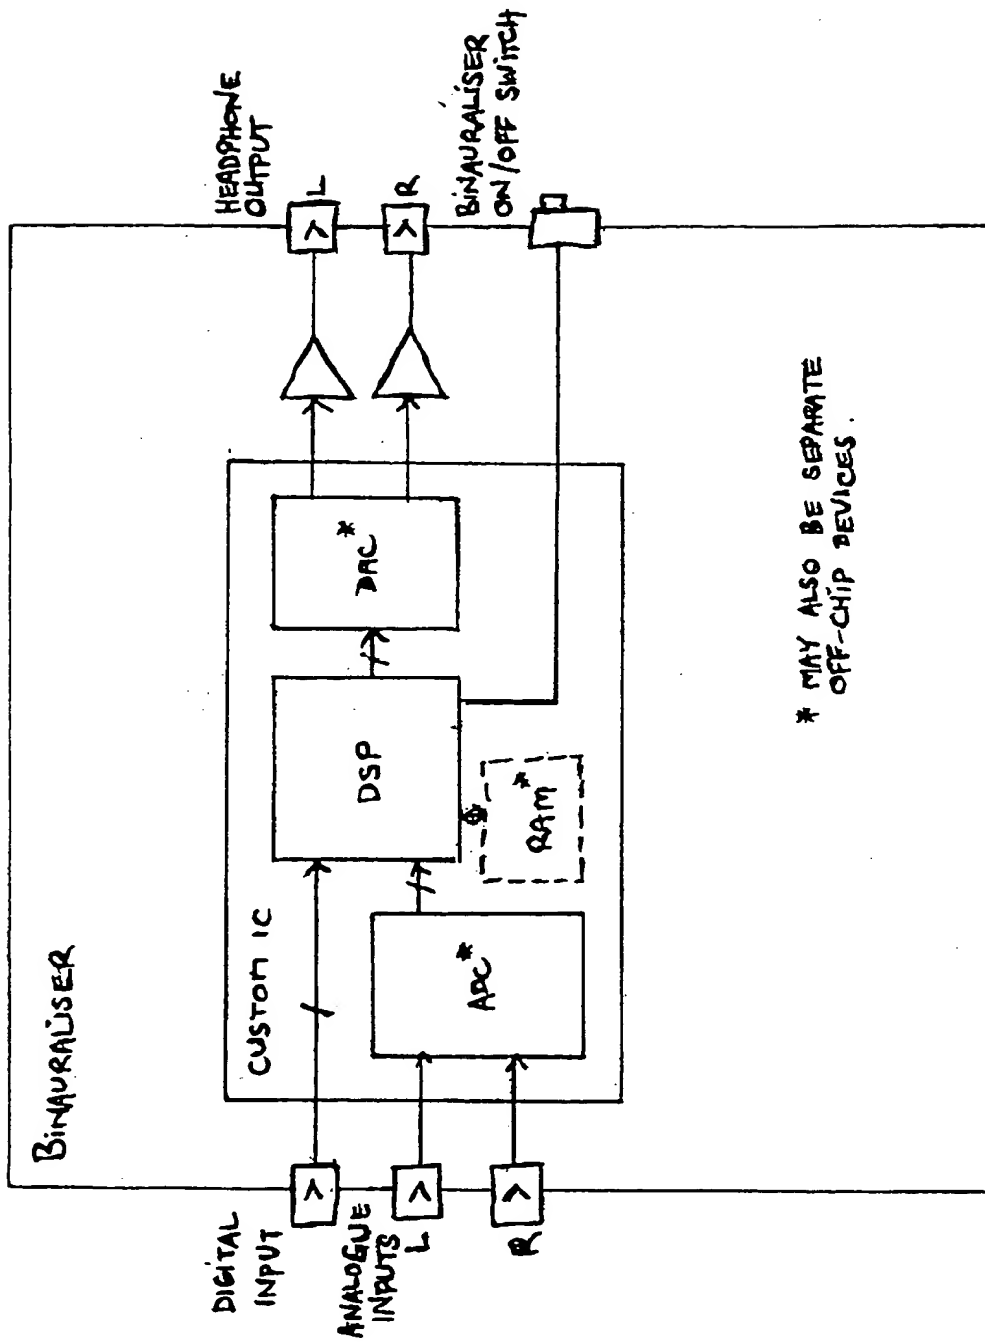 BINAURALISER
DIGITAL
INPUT
ANALOGUE
INPUTS
L
R
CUSTOM IC
ADC*
RAM*
DSP
DAC*
HEADPHONE
OUTPUT
L
R
BINAURALISER
ON/OFF SWITCH
* MAY ALSO BE SEPARATE
OFF-CHIP DEVICES.